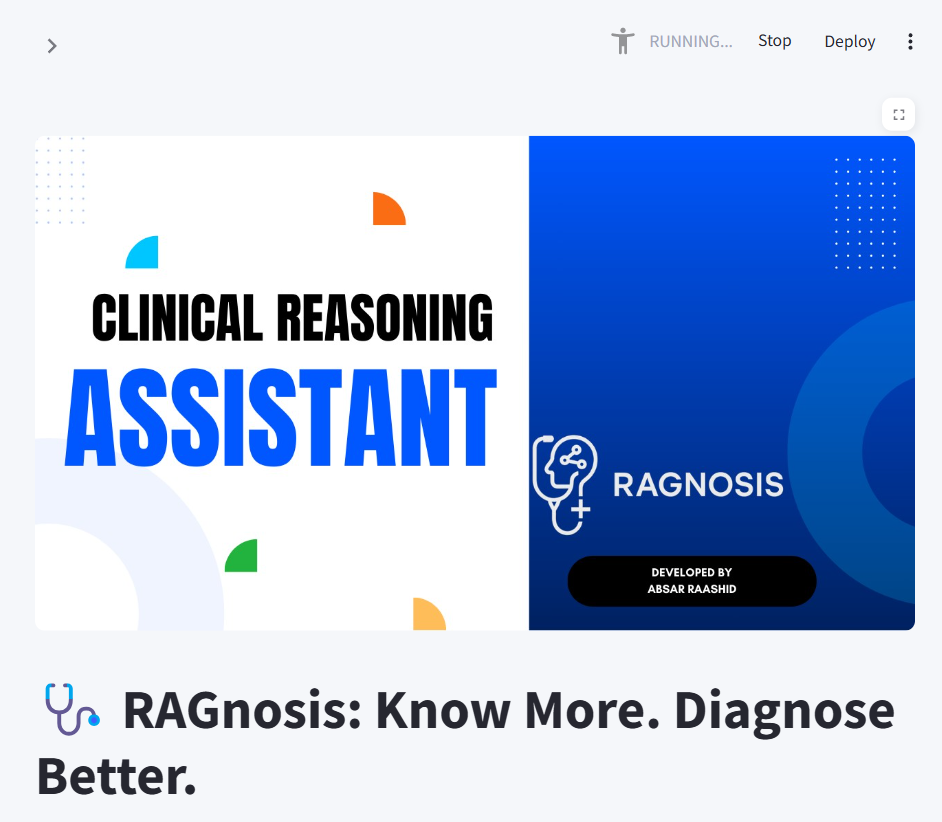 RUNNING...
Stop
Deploy
CLINICAL REASONING
ASSISTANT
RAGNOSIS
DEVELOPED BY
ABSAR RAASHID
RAGnosis: Know More. Diagnose
Better.